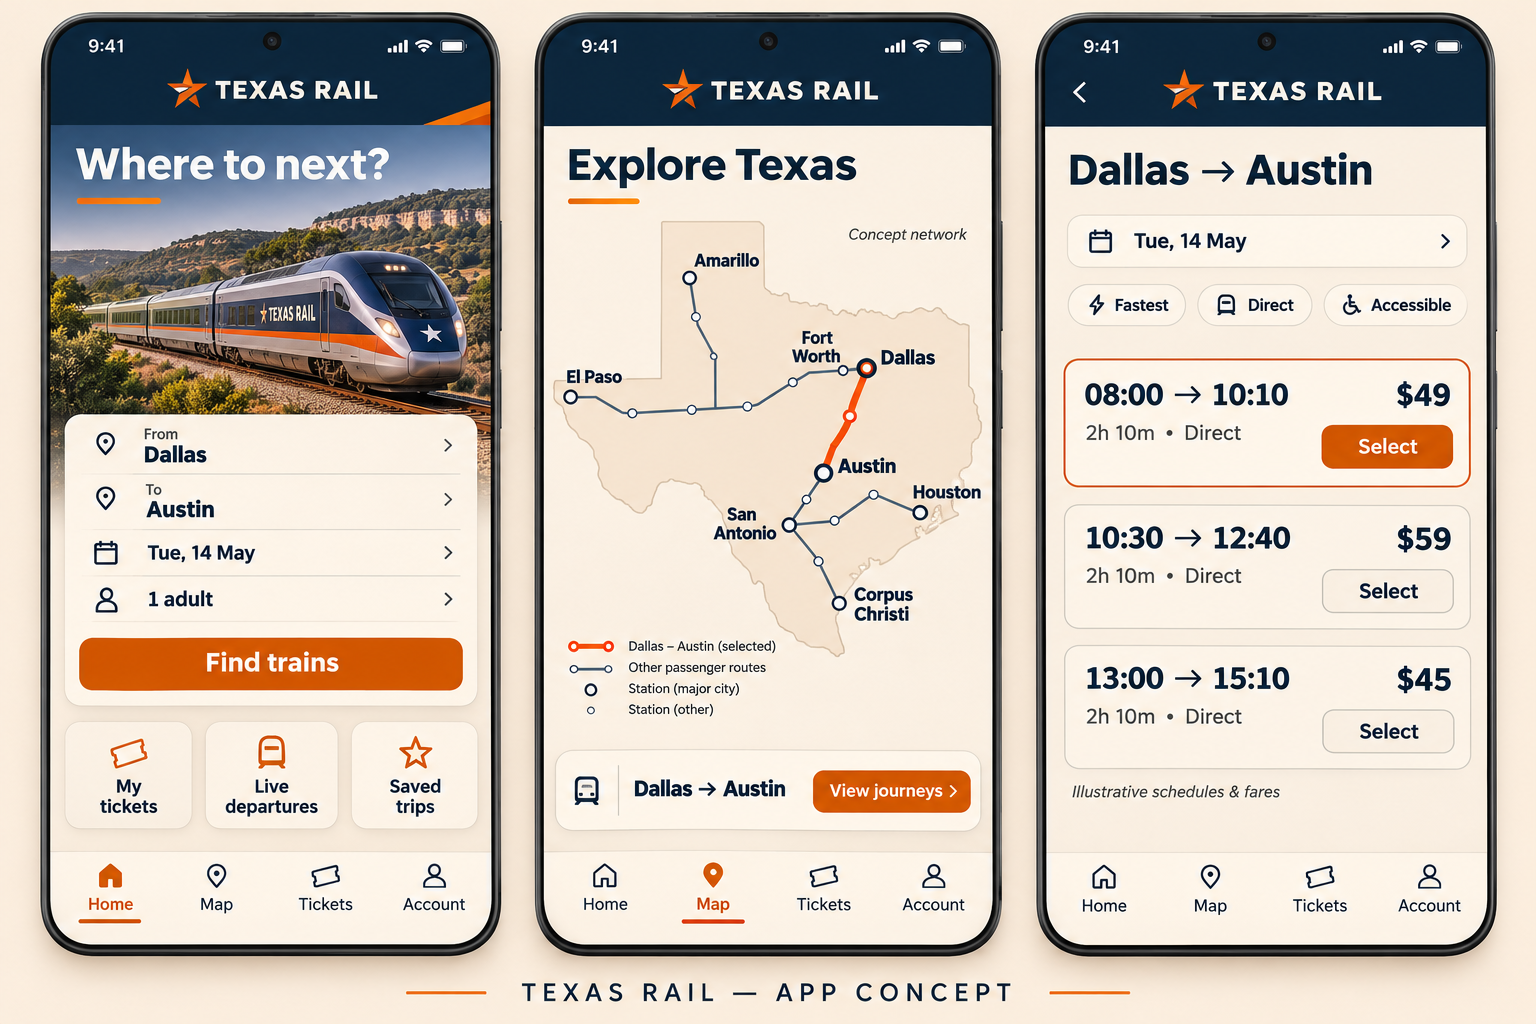 9:41
TEXAS RAIL
Where to next?
TEXAS RAIL
From
Dallas
To
Austin
Tue, 14 May
1 adult
Find trains
My
tickets
Live
departures
Saved
trips
Home
Map
Tickets
Account
9:41
TEXAS RAIL
Explore Texas
Concept network
Amarillo
Fort
Worth
Dallas
El Paso
Austin
Houston
San
Antonio
Corpus
Christi
Dallas – Austin (selected)
Other passenger routes
Station (major city)
Station (other)
Dallas → Austin
View journeys
Home
Map
Tickets
Account
9:41
TEXAS RAIL
Dallas → Austin
Tue, 14 May
Fastest
Direct
Accessible
08:00 → 10:10
$49
2h 10m • Direct
Select
10:30 → 12:40
$59
2h 10m • Direct
Select
13:00 → 15:10
$45
2h 10m • Direct
Select
Illustrative schedules & fares
Home
Map
Tickets
Account
TEXAS RAIL — APP CONCEPT